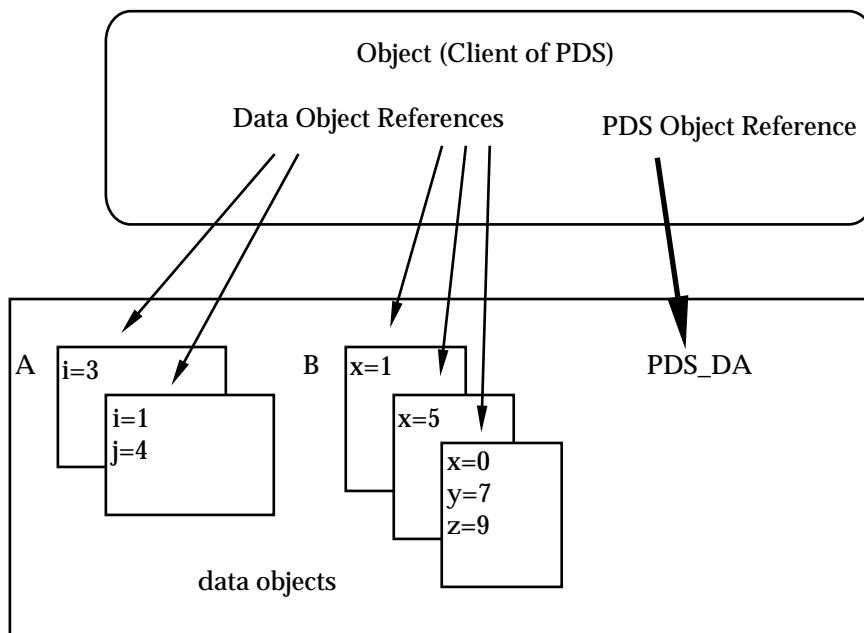 Object (Client of PDS)
Data Object References
PDS Object Reference
A
i=3
i=1
j=4
B
x=1
x=5
x=0
y=7
z=9
PDS_DA
data objects